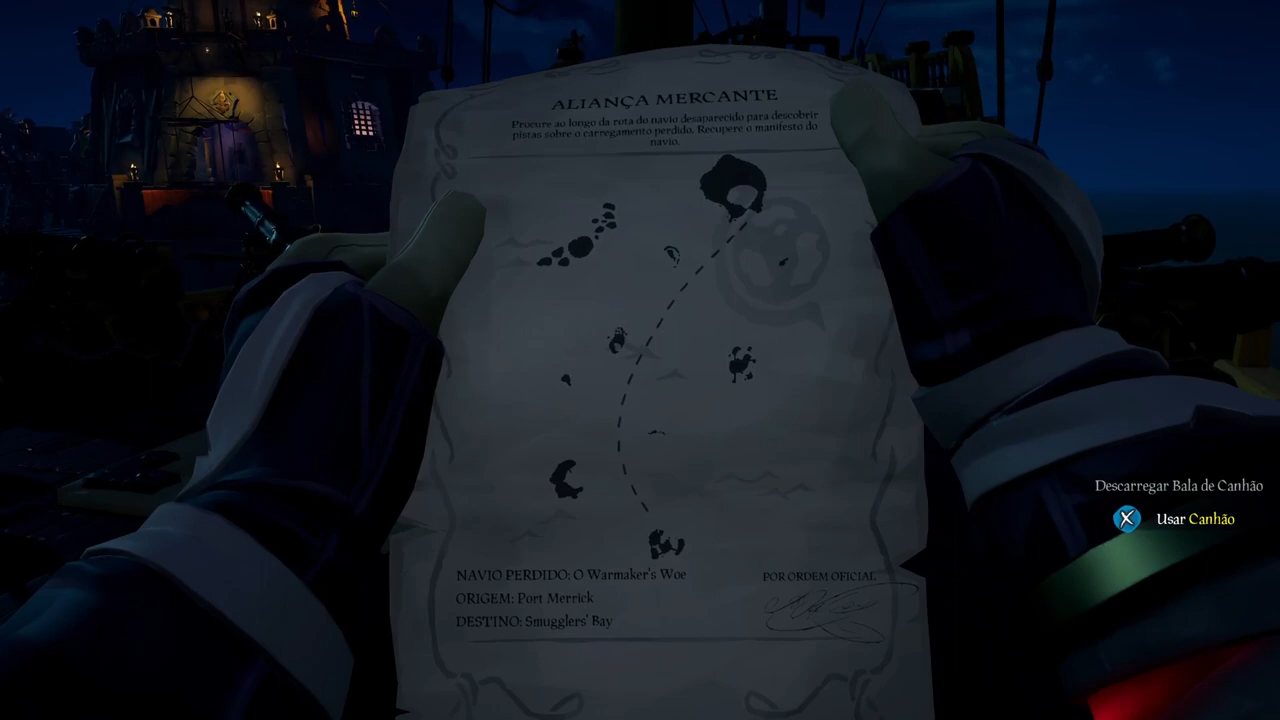 ALIANÇA MERCANTE
Procure ao longo da rota do navio desaparecido para descobrir
pistas sobre o carregamento perdido. Recupere o manifesto do
navio.
Descarregar Bala de Canhão
X Usar Canhão
NAVIO PERDIDO: O Warmaker's Woe
POR ORDEM OFICIAL
ORIGEM: Port Merrick
DESTINO: Smugglers' Bay